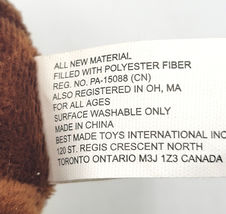 ALL NEW MATERIAL
FILLED WITH POLYESTER FIBER
REG. NO. PA-15088 (CN)
ALSO REGISTERED IN OH, MA
FOR ALL AGES
SURFACE WASHABLE ONLY
MADE IN CHINA
BEST MADE TOYS INTERNATIONAL INC
120 ST. REGIS CRESCENT NORTH
TORONTO ONTARIO M3J 1Z3 CANADA